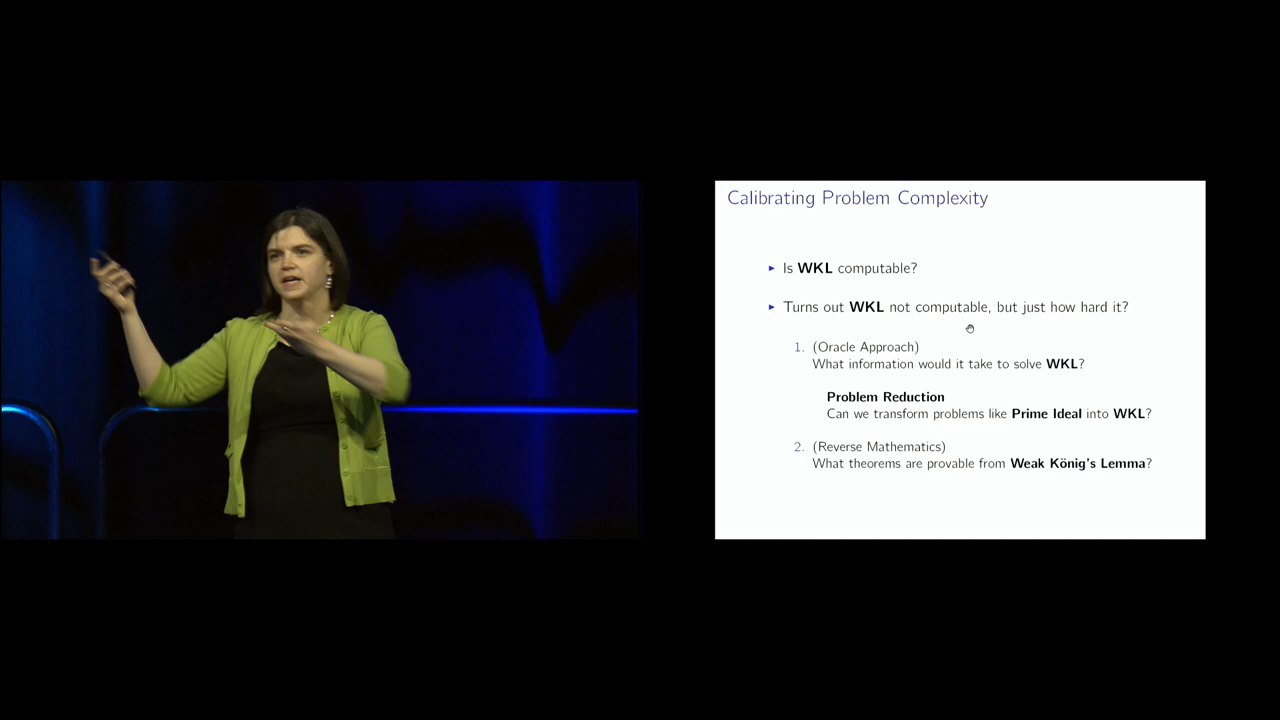 Calibrating Problem Complexity
▸ Is WKL computable?
▸ Turns out WKL not computable, but just how hard it?
1. (Oracle Approach)
What information would it take to solve WKL?
Problem Reduction
Can we transform problems like Prime Ideal into WKL?
2. (Reverse Mathematics)
What theorems are provable from Weak König's Lemma?